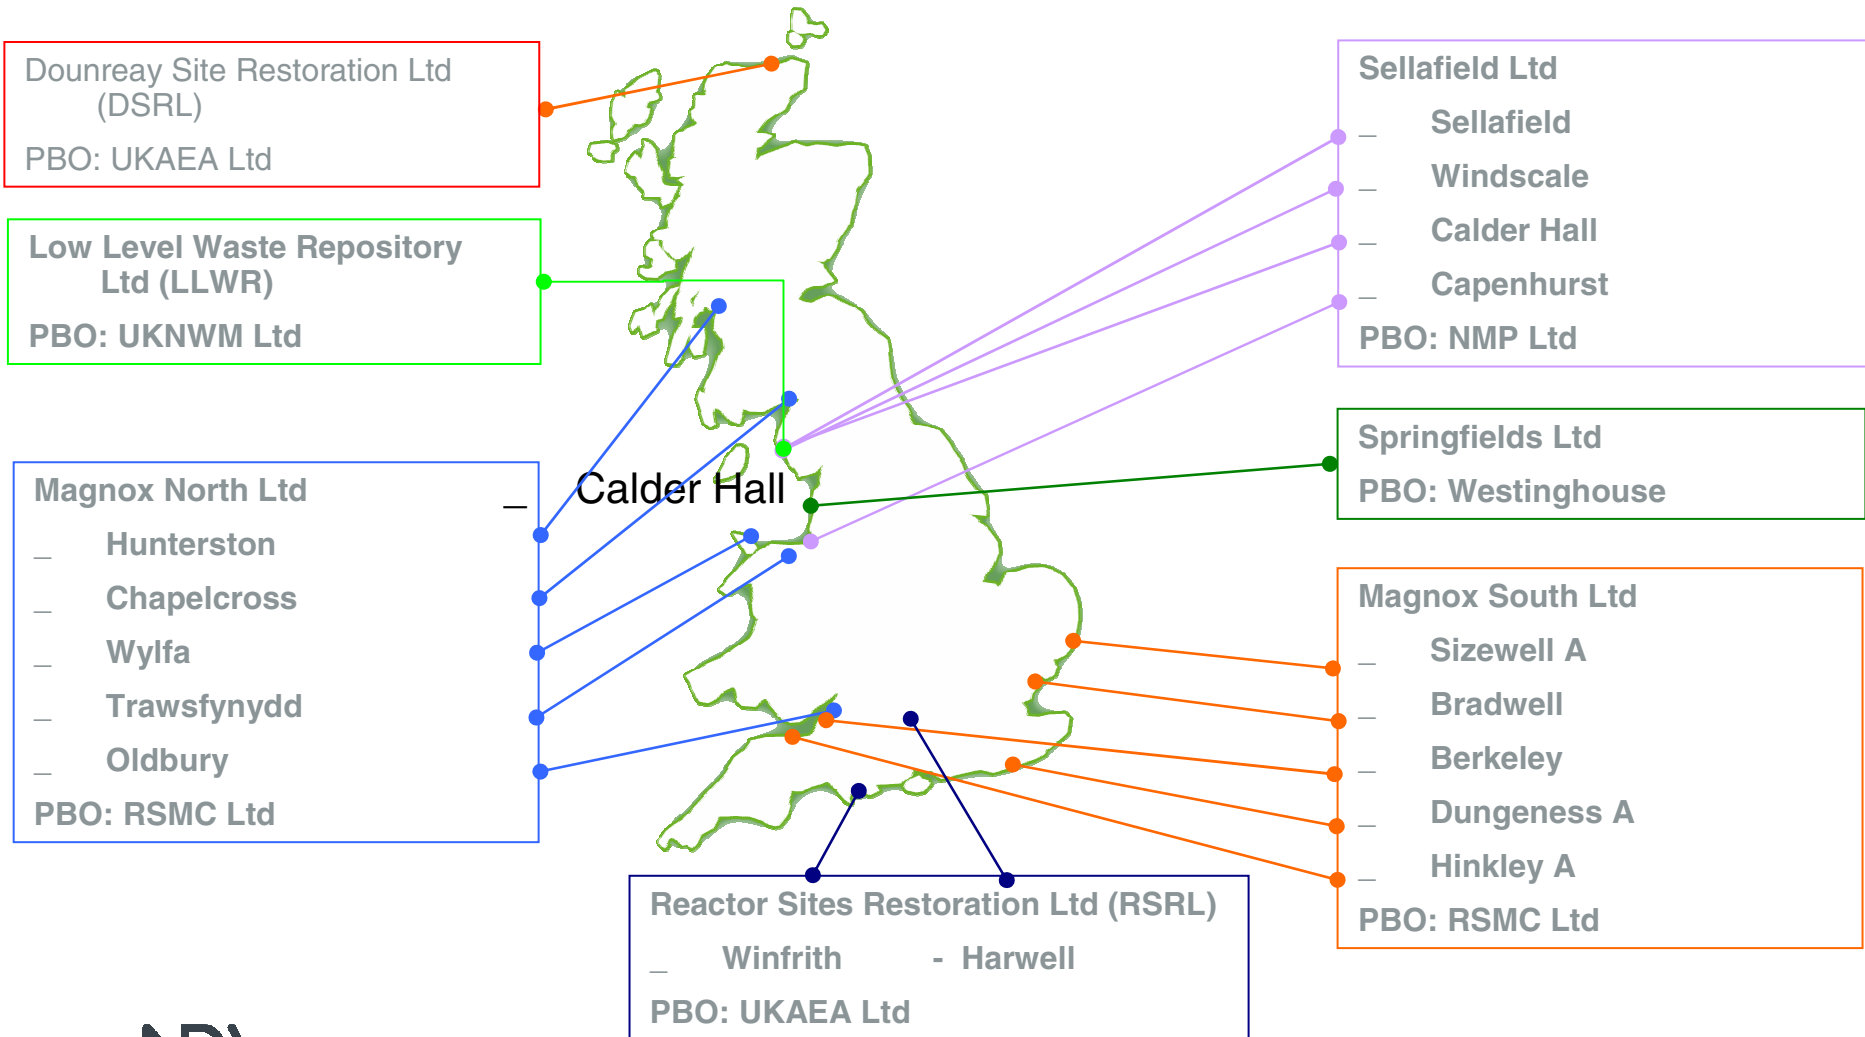 Dounreay Site Restoration Ltd
(DSRL)
PBO: UKAEA Ltd
Low Level Waste Repository
Ltd (LLWR)
PBO: UKNWM Ltd
Magnox North Ltd
_ Hunterston
_ Chapelcross
_ Wylfa
_ Trawsfynydd
_ Oldbury
PBO: RSMC Ltd
_ Calder Hall
Sellafield Ltd
_ Sellafield
_ Windscale
_ Calder Hall
_ Capenhurst
PBO: NMP Ltd
Springfields Ltd
PBO: Westinghouse
Magnox South Ltd
_ Sizewell A
_ Bradwell
_ Berkeley
_ Dungeness A
_ Hinkley A
PBO: RSMC Ltd
Reactor Sites Restoration Ltd (RSRL)
_ Winfrith - Harwell
PBO: UKAEA Ltd